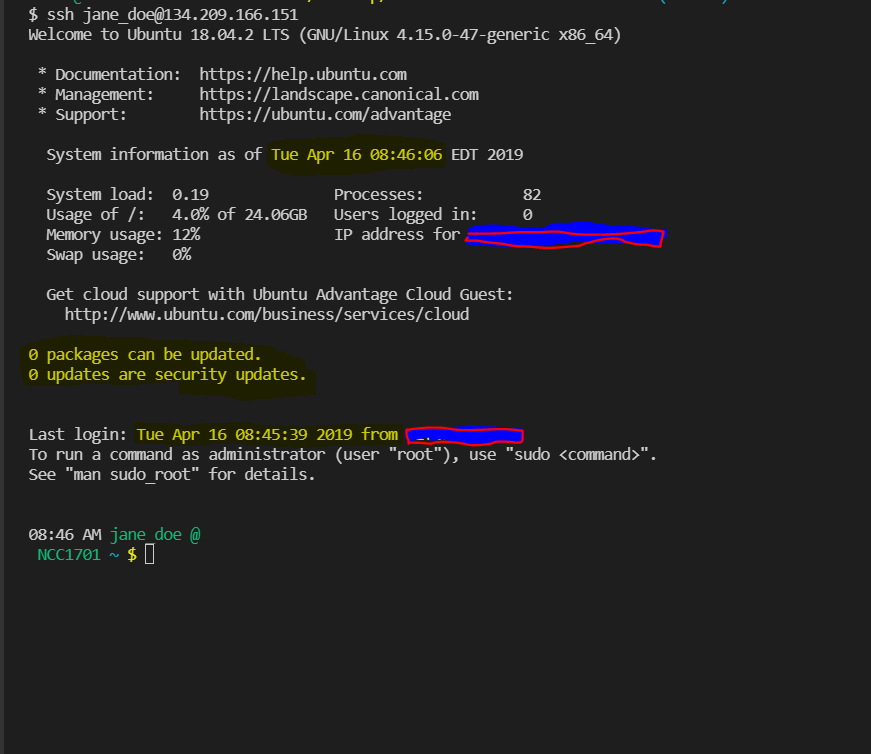 $ ssh jane_doe@134.209.166.151
Welcome to Ubuntu 18.04.2 LTS (GNU/Linux 4.15.0-47-generic x86_64)
* Documentation: https://help.ubuntu.com
* Management: https://landscape.canonical.com
* Support: https://ubuntu.com/advantage
System information as of Tue Apr 16 08:46:06 EDT 2019
System load: 0.19 Processes: 82
Usage of /: 4.0% of 24.06GB Users logged in: 0
Memory usage: 12% IP address for
Swap usage: 0%
Get cloud support with Ubuntu Advantage Cloud Guest:
http://www.ubuntu.com/business/services/cloud
0 packages can be updated.
0 updates are security updates.
Last login: Tue Apr 16 08:45:39 2019 from
To run a command as administrator (user "root"), use "sudo <command>".
See "man sudo_root" for details.
08:46 AM jane_doe @
NCC1701 ~ $